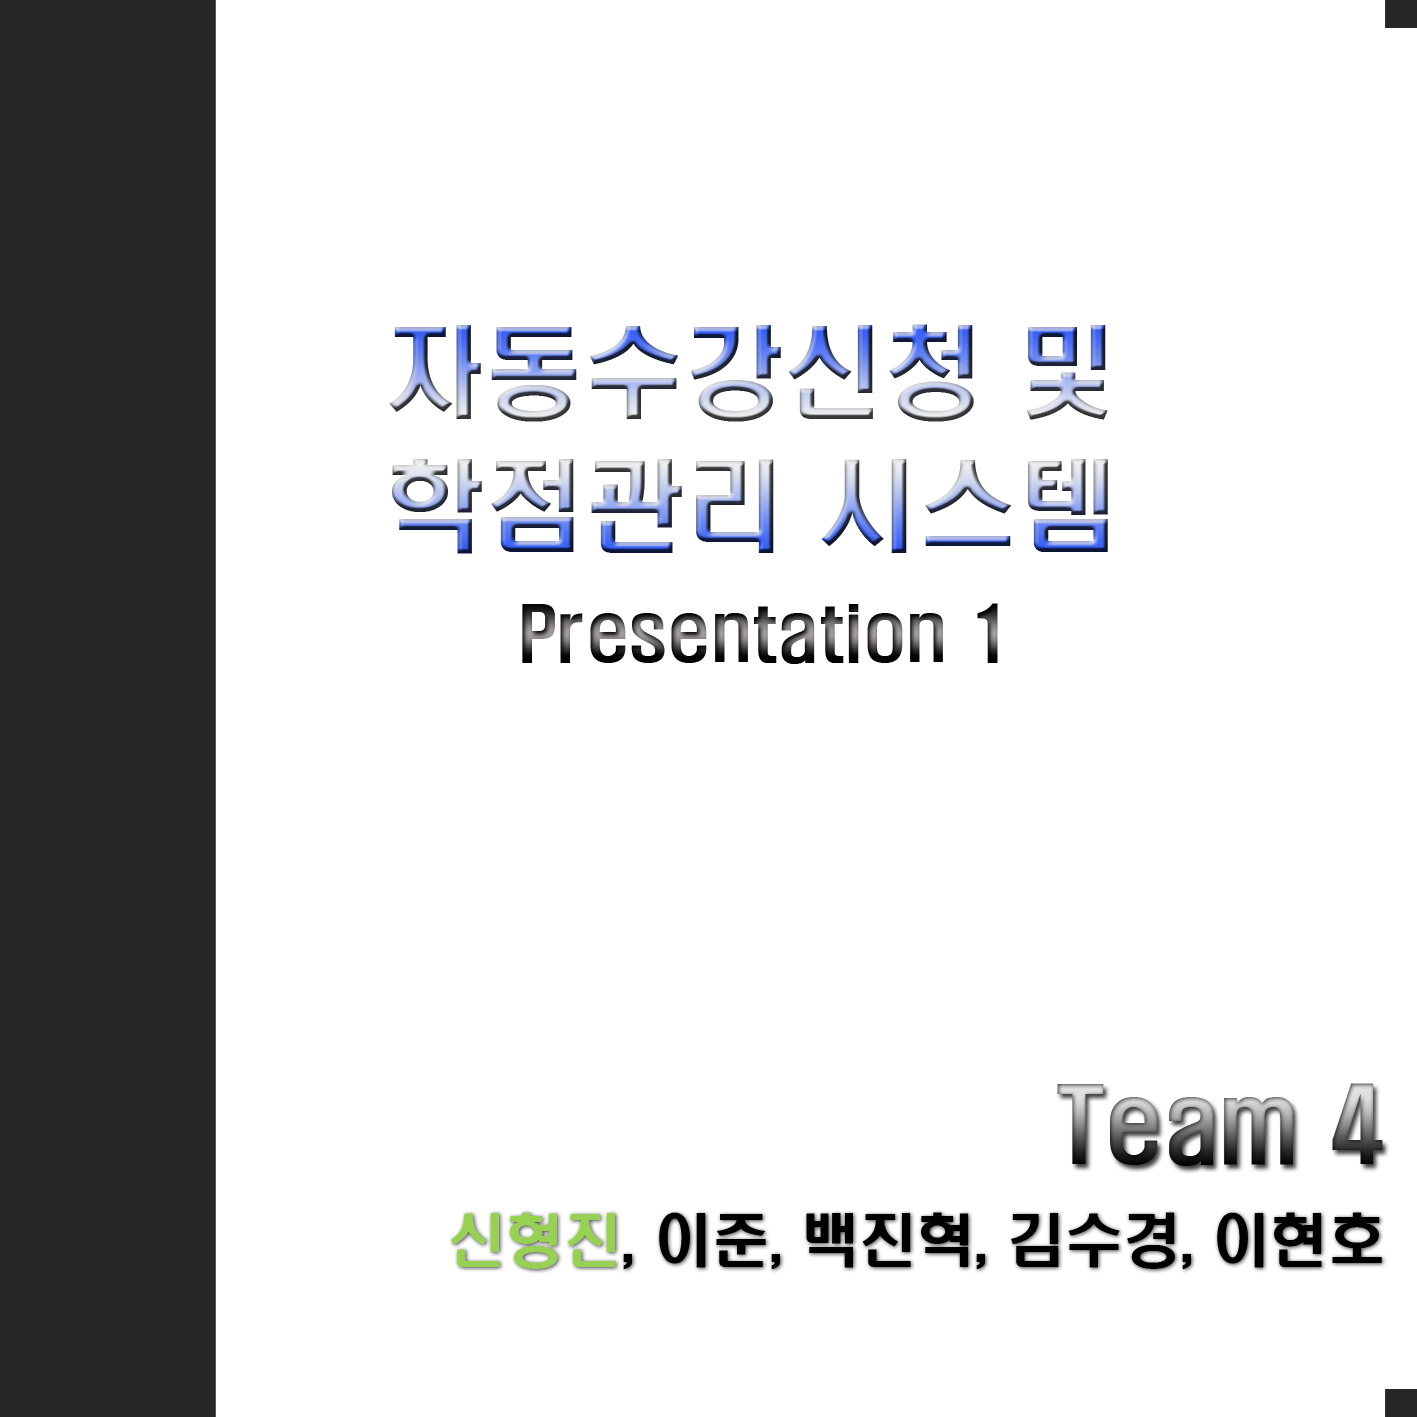 자동수강신청 및
학점관리 시스템
Presentation 1
Team 4
신형진, 이준, 백진혁, 김수경, 이현호